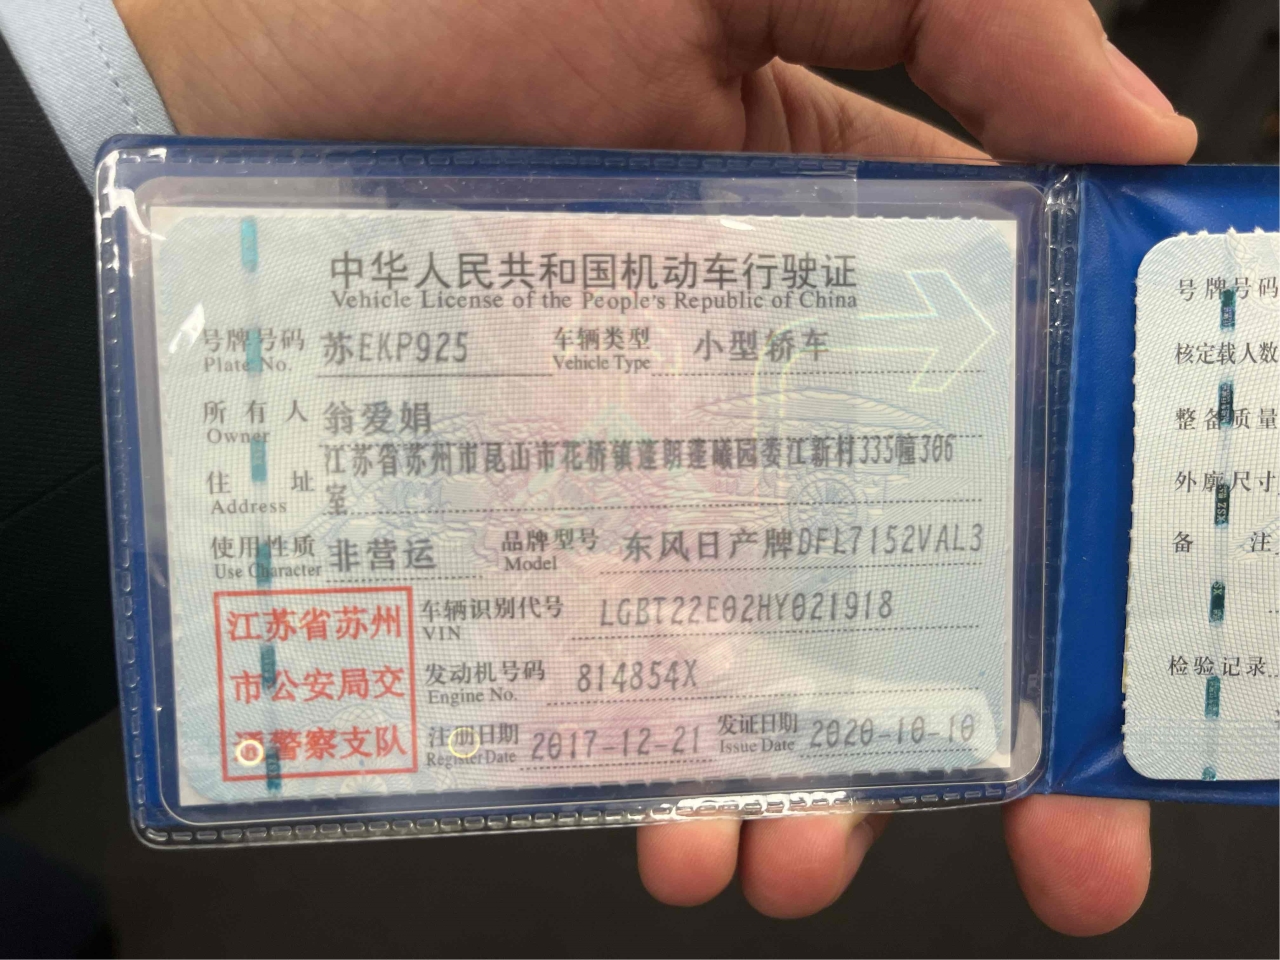 中华人民共和国机动车行驶证
Vehicle License of the People's Republic of China
号牌号码 苏EKP925 车辆类型 小型轿车
Plate No. Vehicle Type
所有人 翁爱娟
Owner
住址 江苏省苏州市昆山市花桥镇蓬朗蓬曦园娄江新村335幢306
室
Address
使用性质 非营运 品牌型号 东风日产牌DFL7152VAL3
Use Character Model
江苏省苏州
市公安局交
通警察支队
车辆识别代号 LGBT22E02HY021918
VIN
发动机号码 814854X
Engine No.
注册日期 2017-12-21 发证日期 2020-10-10
Register Date Issue Date
号牌号码
核定载人数
整备质量
外廓尺寸
备注
检验记录